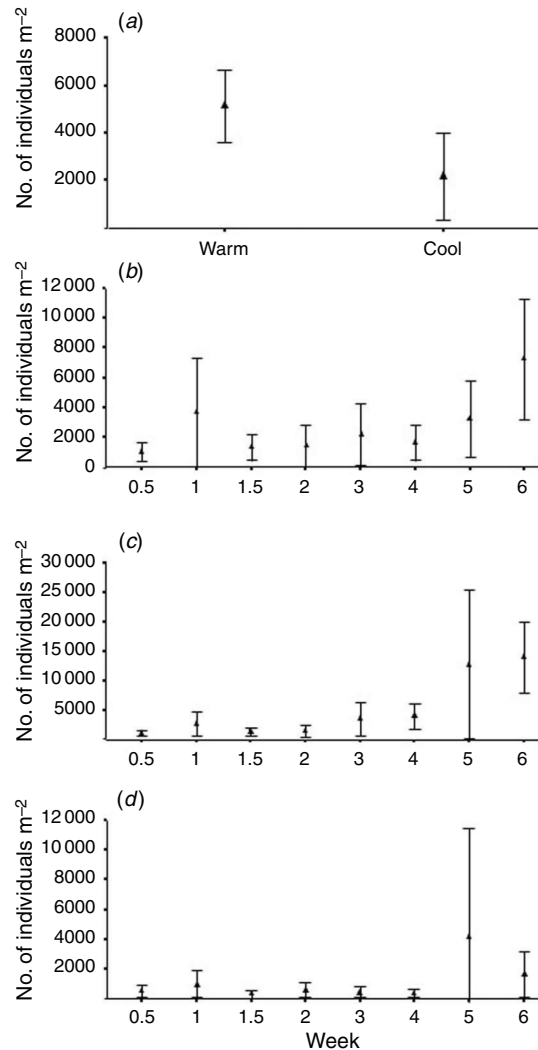 (a)
No. of individuals m–2
8000
6000
4000
2000
Warm Cool
(b)
No. of individuals m–2
12 000
10 000
8000
6000
4000
2000
0
0.5 1 1.5 2 3 4 5 6
(c)
No. of individuals m–2
30 000
25 000
20 000
15 000
10 000
5000
0.5 1 1.5 2 3 4 5 6
(d)
No. of individuals m–2
12 000
10 000
8000
6000
4000
2000
0.5 1 1.5 2 3 4 5 6
Week